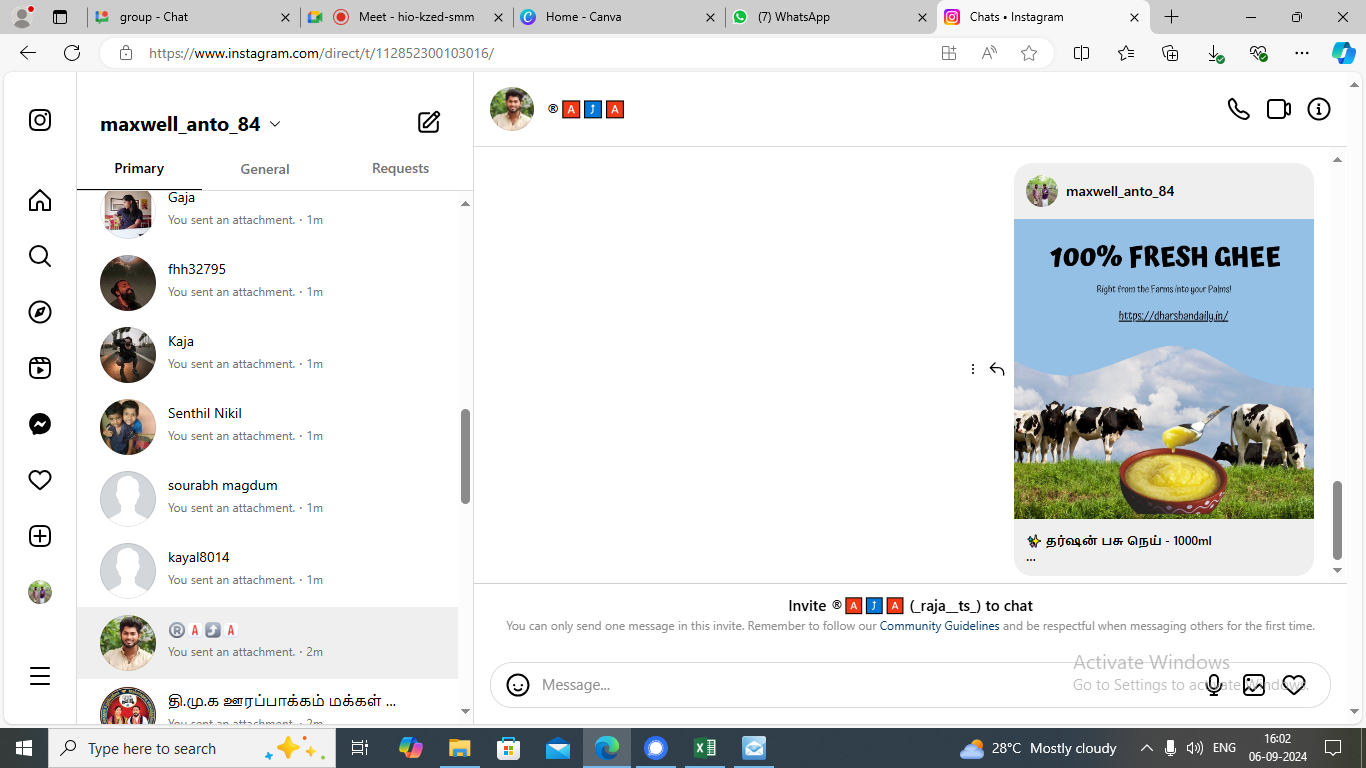 group - Chat
Meet - hio-kzed-smm
Home - Canva
(7) WhatsApp
Chats • Instagram
https://www.instagram.com/direct/t/112852300103016/
maxwell_anto_84
Primary
General
Requests
Gaja
You sent an attachment. · 1m
fhh32795
You sent an attachment. · 1m
Kaja
You sent an attachment. · 1m
Senthil Nikil
You sent an attachment. · 1m
sourabh magdum
You sent an attachment. · 1m
kayal8014
You sent an attachment. · 1m
®🅰⤴🅰
You sent an attachment. · 2m
தி.மு.க ஊரப்பாக்கம் மக்கள் ...
You sent an attachment. · 2m
®🅰⤴🅰
maxwell_anto_84
100% FRESH GHEE
Right from the Farms into your Palms!
https://dharshandaily.in/
✨ தர்ஷன் பசு நெய் - 1000ml
...
Invite ®🅰⤴🅰 (_raja__ts_) to chat
You can only send one message in this invite. Remember to follow our Community Guidelines and be respectful when messaging others for the first time.
Message...
Activate Windows
Go to Settings to activate Windows.
Type here to search
28°C Mostly cloudy
ENG
16:02
06-09-2024